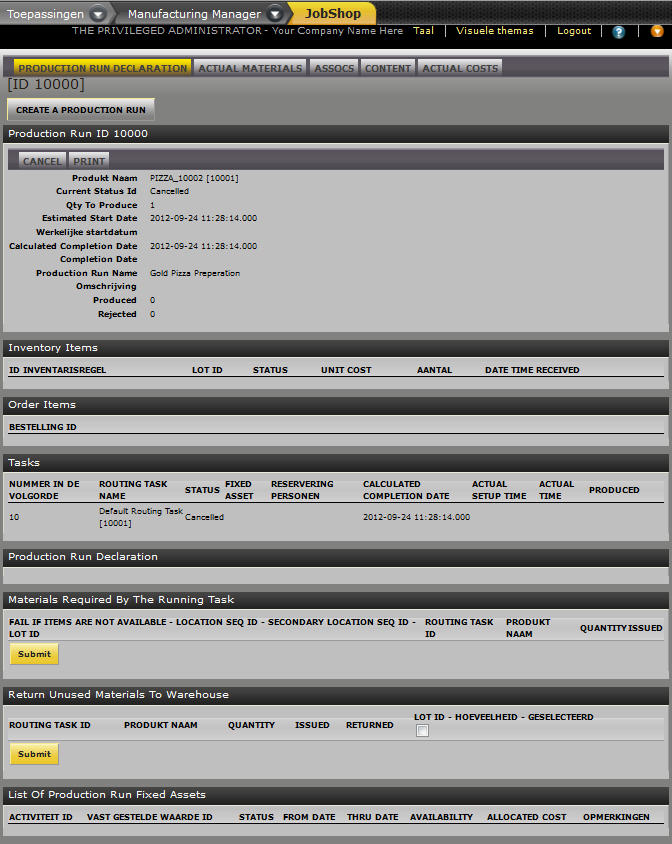 Toepassingen Manufacturing Manager JobShop
THE PRIVILEGED ADMINISTRATOR - Your Company Name Here Taal Visuele themas Logout ?
PRODUCTION RUN DECLARATION ACTUAL MATERIALS ASSOCS CONTENT ACTUAL COSTS
[ID 10000]
CREATE A PRODUCTION RUN
Production Run ID 10000
CANCEL PRINT
Produkt Naam PIZZA_10002 [10001]
Current Status Id Cancelled
Qty To Produce 1
Estimated Start Date 2012-09-24 11:28:14.000
Werkelijke startdatum
Calculated Completion Date 2012-09-24 11:28:14.000
Completion Date
Production Run Name Gold Pizza Preperation
Omschrijving
Produced 0
Rejected 0
Inventory Items
ID INVENTARISREGEL LOT ID STATUS UNIT COST AANTAL DATE TIME RECEIVED
Order Items
BESTELLING ID
Tasks
NUMMER IN DE VOLGORDE ROUTING TASK NAME STATUS FIXED ASSET RESERVERING PERSONEN CALCULATED COMPLETION DATE ACTUAL SETUP TIME ACTUAL TIME PRODUCED
10 Default Routing Task [10001] Cancelled 2012-09-24 11:28:14.000
Production Run Declaration
Materials Required By The Running Task
FAIL IF ITEMS ARE NOT AVAILABLE - LOCATION SEQ ID - SECONDARY LOCATION SEQ ID - LOT ID ROUTING TASK ID PRODUKT NAAM QUANTITY ISSUED
Submit
Return Unused Materials To Warehouse
ROUTING TASK ID PRODUKT NAAM QUANTITY ISSUED RETURNED LOT ID - HOEVEELHEID - GESELECTEERD
Submit
List Of Production Run Fixed Assets
ACTIVITEIT ID VAST GESTELDE WAARDE ID STATUS FROM DATE THRU DATE AVAILABILITY ALLOCATED COST OPMERKINGEN